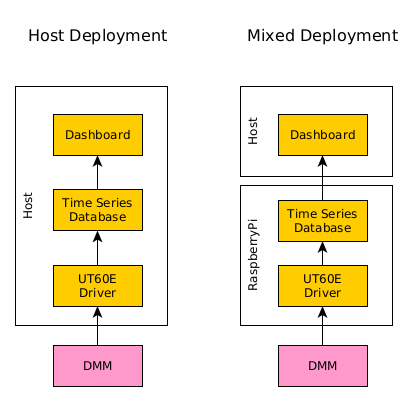 Host Deployment
Mixed Deployment
Host
Dashboard
Time Series
Database
UT60E
Driver
DMM
Host
Dashboard
RaspberryPi
Time Series
Database
UT60E
Driver
DMM